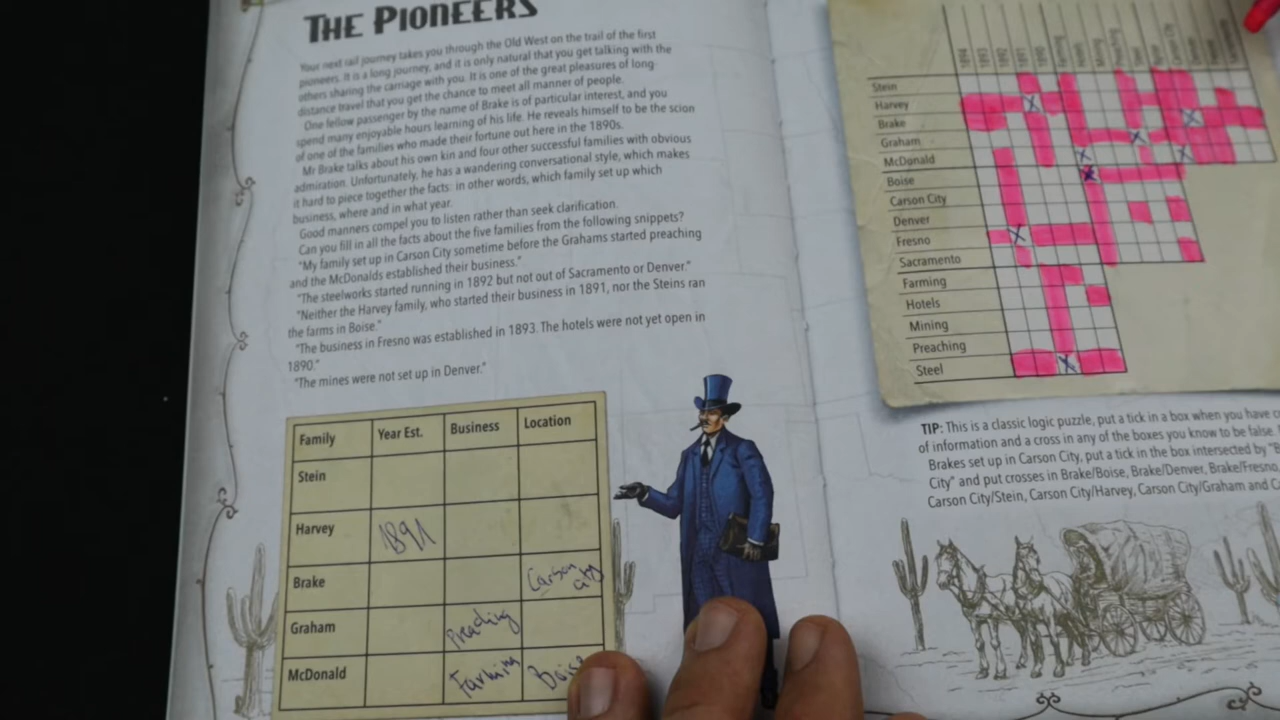 THE PIONEERS
Your next rail journey takes you through the Old West on the trail of the first
pioneers. It is a long journey, and it is only natural that you get talking with the
others sharing the carriage with you. It is one of the great pleasures of long-
distance travel that you get the chance to meet all manner of people.
One fellow passenger by the name of Brake is of particular interest, and you
spend many enjoyable hours learning of his life. He reveals himself to be the scion
of one of the families who made their fortune out here in the 1890s.
Mr Brake talks about his own kin and four other successful families with obvious
admiration. Unfortunately, he has a wandering conversational style, which makes
it hard to piece together the facts: in other words, which family set up which
business, where and in what year.
Good manners compel you to listen rather than seek clarification.
Can you fill in all the facts about the five families from the following snippets?
"My family set up in Carson City sometime before the Grahams started preaching
and the McDonalds established their business."
"The steelworks started running in 1892 but not out of Sacramento or Denver."
"Neither the Harvey family, who started their business in 1891, nor the Steins ran
the farms in Boise."
"The business in Fresno was established in 1893. The hotels were not yet open in
1890."
"The mines were not set up in Denver."
Family Year Est. Business Location
Stein
Harvey 1891
Brake Carson City
Graham Preaching
McDonald Farming Boise
1894 1893 1892 1891 1890 Farming Hotels Mining Preaching Steel
Stein
Harvey
Brake
Graham
McDonald
Boise
Carson City
Denver
Fresno
Sacramento
Farming
Hotels
Mining
Preaching
Steel
TIP: This is a classic logic puzzle, put a tick in a box when you have
of information and a cross in any of the boxes you know to be false.
Brakes set up in Carson City, put a tick in the box intersected by
City" and put crosses in Brake/Boise, Brake/Denver, Brake/Fresno,
Carson City/Stein, Carson City/Harvey, Carson City/Graham and